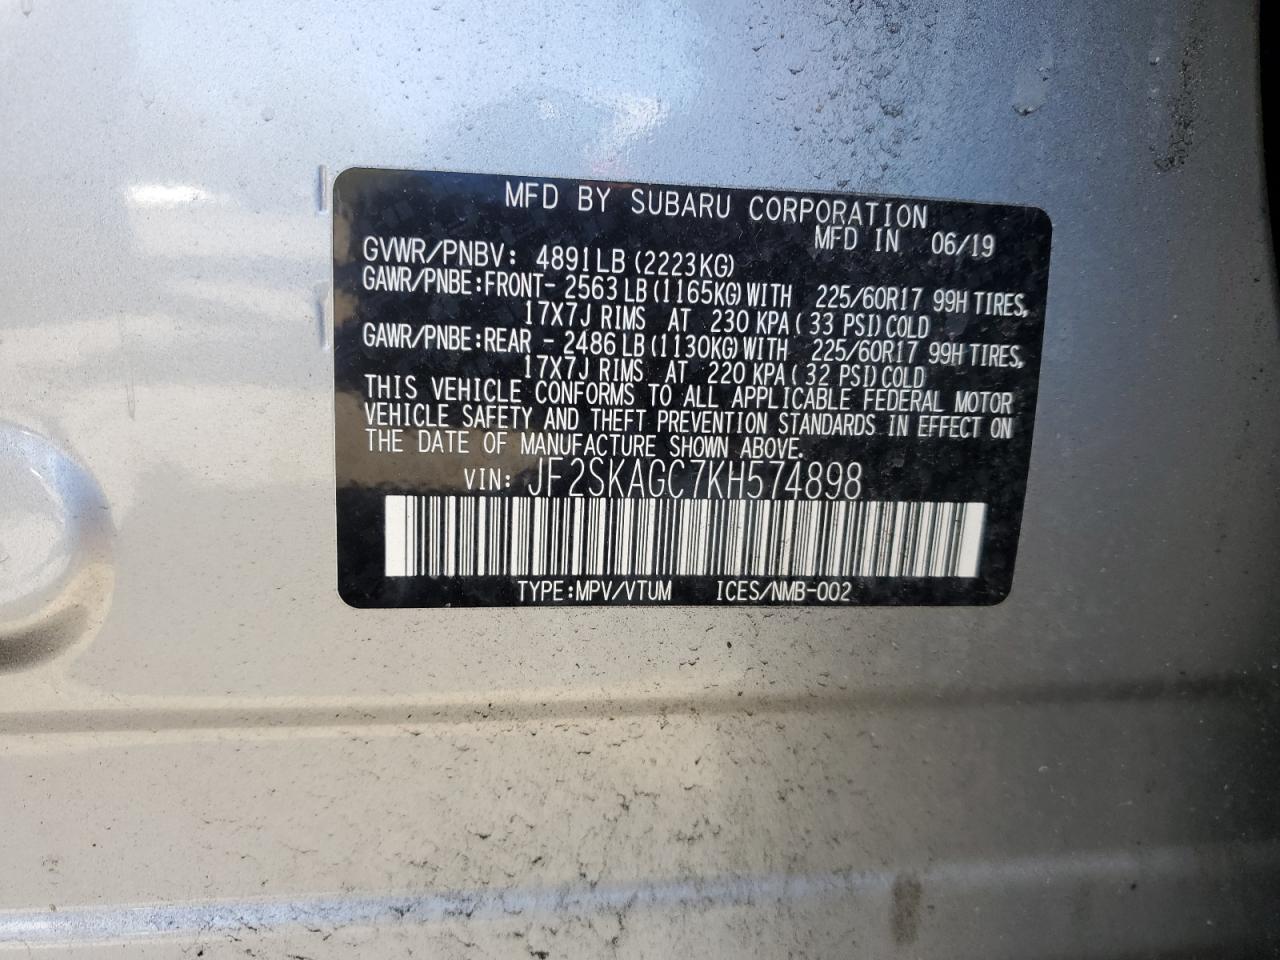 MFD BY SUBARU CORPORATION
MFD IN 06/19
GVWR/PNBV: 4891LB (2223KG)
GAWR/PNBE:FRONT- 2563 LB (1165KG) WITH 225/60R17 99H TIRES,
17X7J RIMS AT 230 KPA ( 33 PSI) COLD
GAWR/PNBE:REAR - 2486 LB (1130KG) WITH 225/60R17 99H TIRES,
17X7J RIMS AT 220 KPA ( 32 PSI) COLD
THIS VEHICLE CONFORMS TO ALL APPLICABLE FEDERAL MOTOR
VEHICLE SAFETY AND THEFT PREVENTION STANDARDS IN EFFECT ON
THE DATE OF MANUFACTURE SHOWN ABOVE.
VIN: JF2SKAGC7KH574898
TYPE:MPV/VTUM ICES/NMB-002